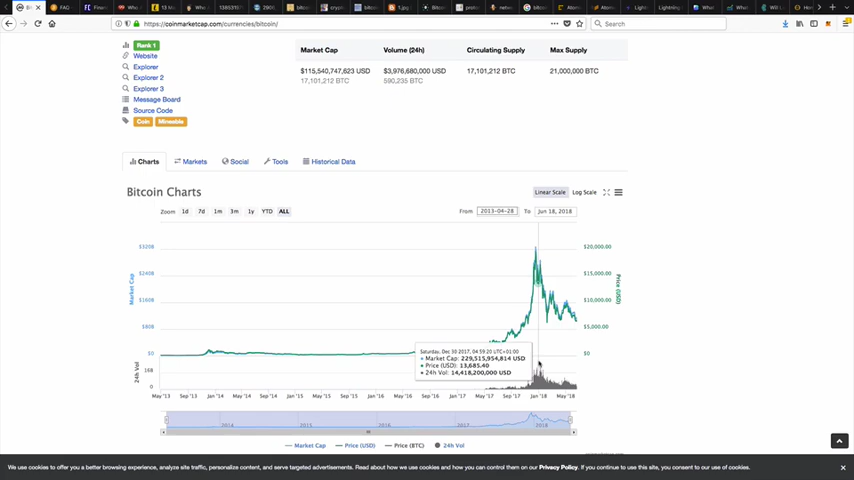 FAQ
https://coinmarketcap.com/currencies/bitcoin/
Search
Rank 1
Website
Explorer
Explorer 2
Explorer 3
Message Board
Source Code
Coin Mineable
Market Cap Volume (24h) Circulating Supply Max Supply
$115,540,747,623 USD $3,976,680,000 USD 17,101,212 BTC 21,000,000 BTC
17,101,212 BTC 590,235 BTC
Charts Markets Social Tools Historical Data
Bitcoin Charts
Linear Scale Log Scale
Zoom 1d 7d 1m 3m 1y YTD ALL From 2013-04-28 To Jun 18, 2018
$320B $20,000.00
$240B $15,000.00
$160B $10,000.00
$80B $5,000.00
$0 $0
Market Cap
Price (USD)
24h Vol
16B
0
Saturday, Dec 30 2017, 04:59:20 UTC+01:00
Market Cap: 229,515,954,814 USD
Price (USD): 13,685.40
24h Vol: 14,418,200,000 USD
May '13 Sep '13 Jan '14 May '14 Sep '14 Jan '15 May '15 Sep '15 Jan '16 May '16 Sep '16 Jan '17 May '17 Sep '17 Jan '18 May '18
2014 2015 2016 2017 2018
Market Cap Price (USD) Price (BTC) 24h Vol
We use cookies to offer you a better browsing experience, analyze site traffic, personalize content, and serve targeted advertisements. Read about how we use cookies and how you can control them on our Privacy Policy. If you continue to use this site, you consent to our use of cookies.